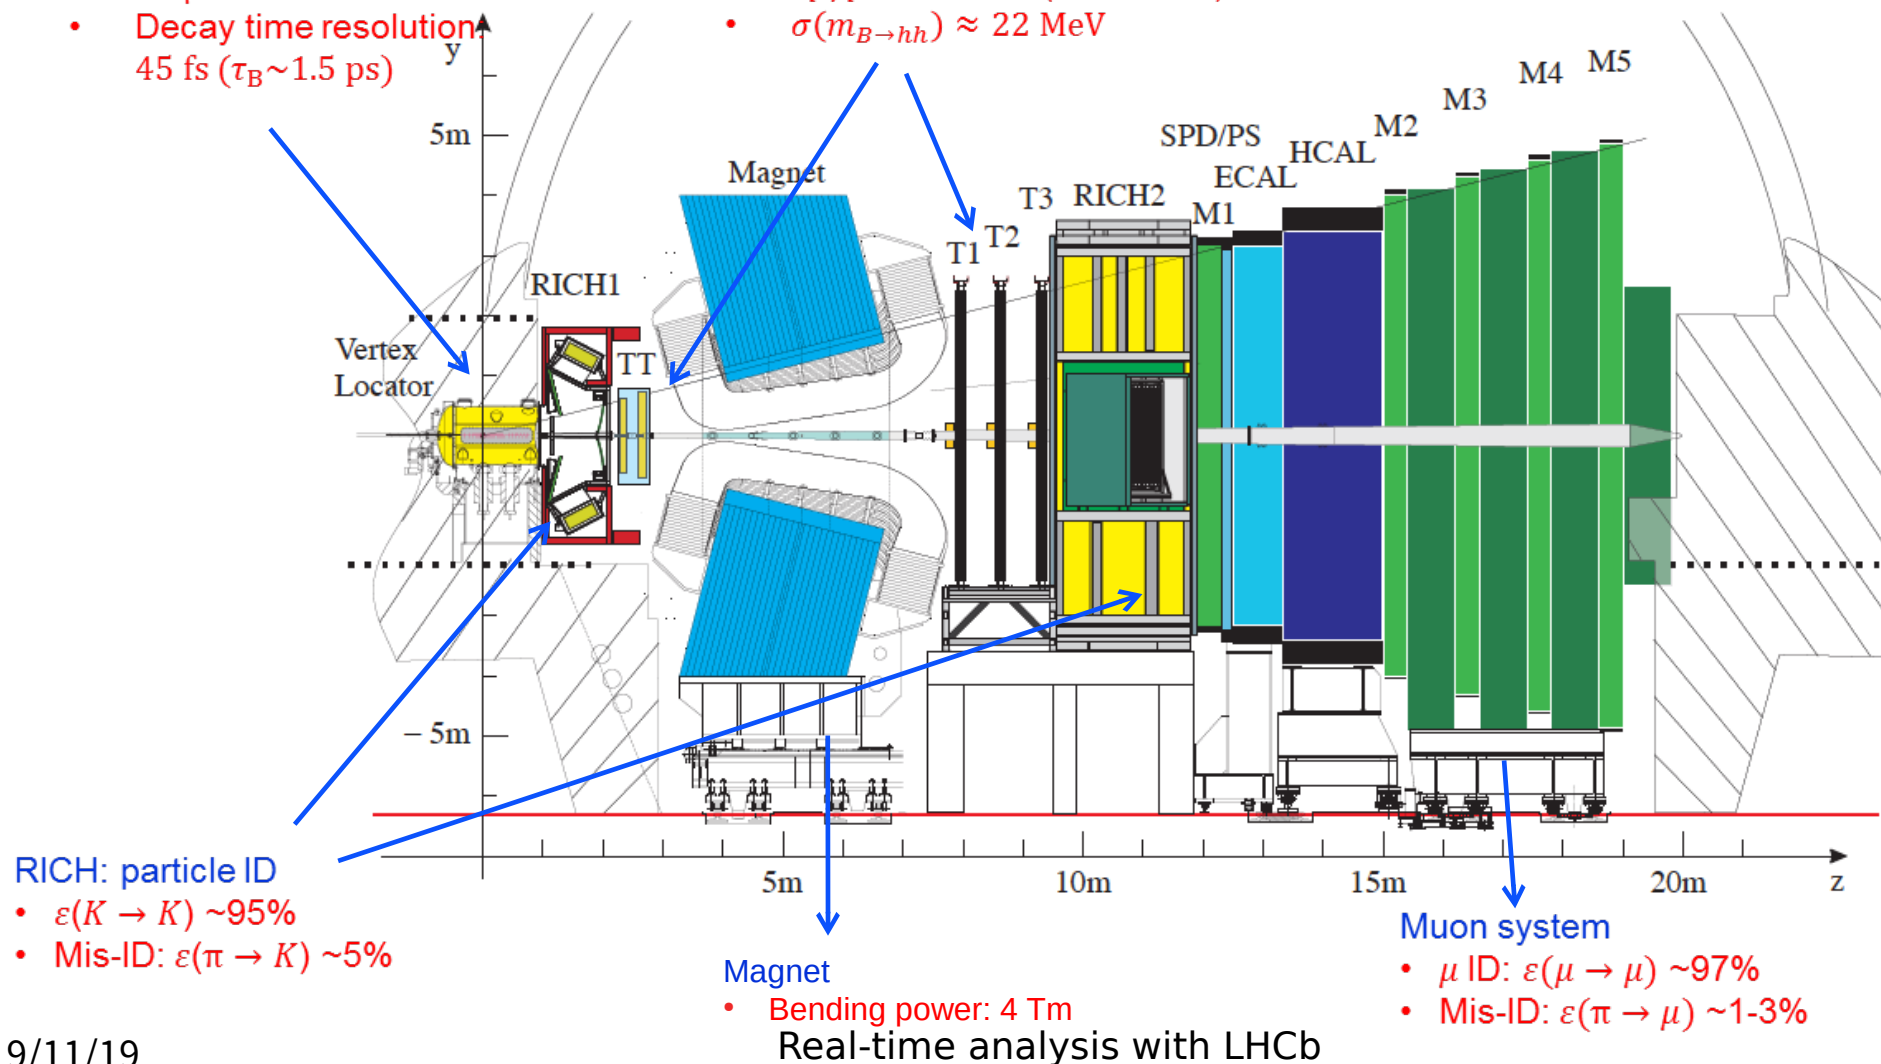 • Decay time resolution:
45 fs (τB~1.5 ps)
• σ(mB→hh) ≈ 22 MeV
y
5m
− 5m
Vertex
Locator
RICH1
TT
Magnet
T1
T2
T3
RICH2
M1
SPD/PS
ECAL
HCAL
M2
M3
M4
M5
5m
10m
15m
20m
z
RICH: particle ID
• ε(K → K) ~95%
• Mis-ID: ε(π → K) ~5%
Magnet
• Bending power: 4 Tm
Muon system
• μ ID: ε(μ → μ) ~97%
• Mis-ID: ε(π → μ) ~1-3%
9/11/19
Real-time analysis with LHCb